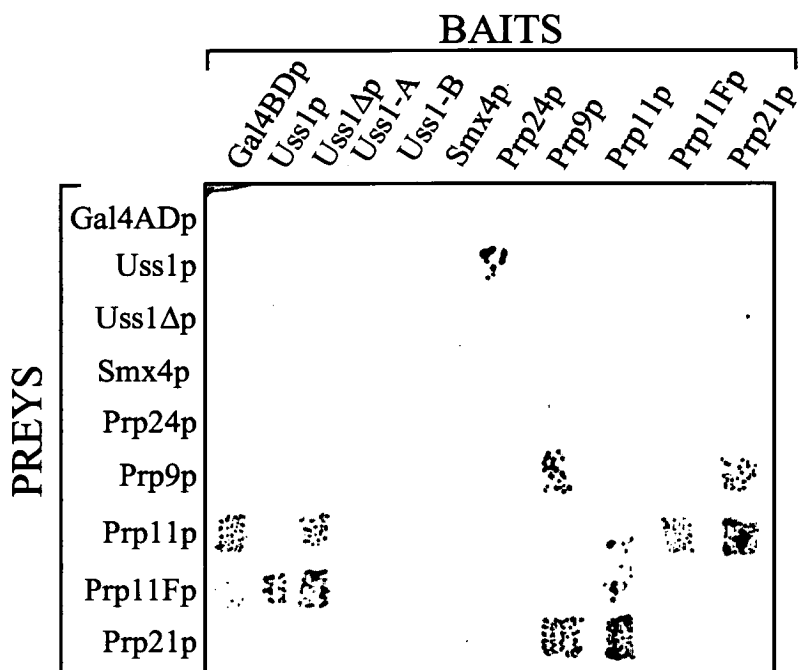 BAITS
Gal4BDp
Uss1p
Uss1Δp
Uss1-A
Uss1-B
Smx4p
Prp24p
Prp9p
Prp11p
Prp11Fp
Prp21p
PREYS
Gal4ADp
Uss1p
Uss1Δp
Smx4p
Prp24p
Prp9p
Prp11p
Prp11Fp
Prp21p